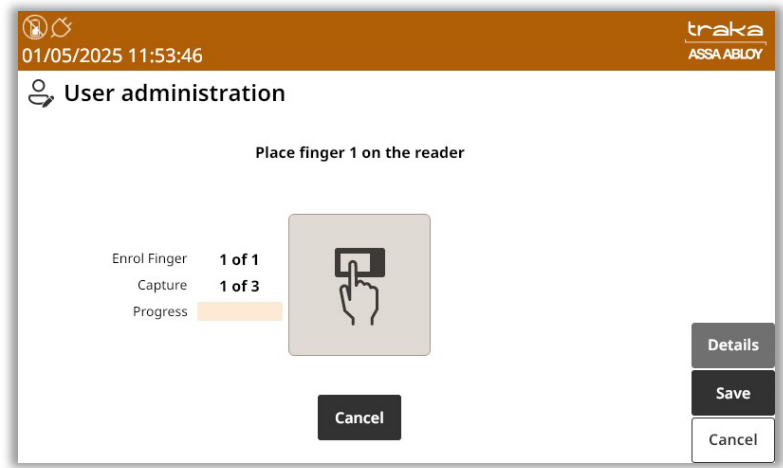 traka
01/05/2025 11:53:46
ASSA ABLOY
User administration
Place finger 1 on the reader
Enrol Finger 1 of 1
Capture 1 of 3
Progress
Details
Save
Cancel
Cancel